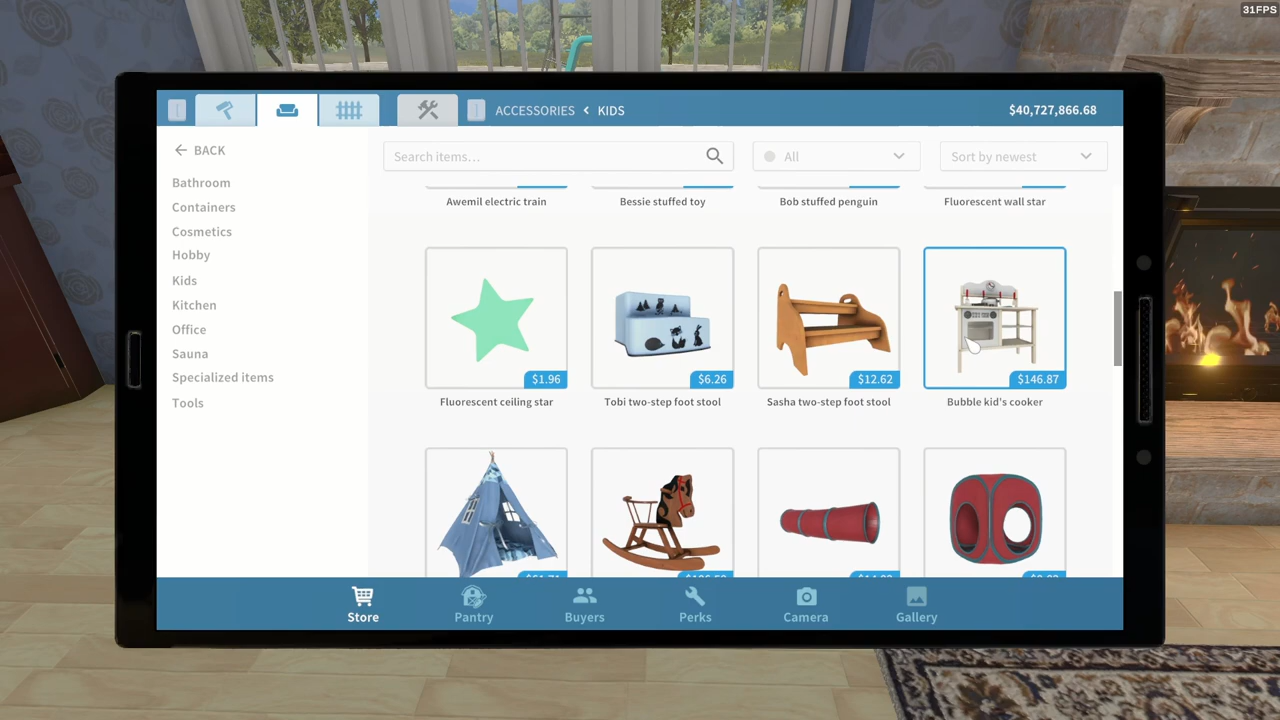 31FPS
ACCESSORIES < KIDS
$40,727,866.68
BACK
Search items...
All
Sort by newest
Bathroom
Containers
Cosmetics
Hobby
Kids
Kitchen
Office
Sauna
Specialized items
Tools
Awemil electric train
Bessie stuffed toy
Bob stuffed penguin
Fluorescent wall star
$1.96
$6.26
$12.62
$146.87
Fluorescent ceiling star
Tobi two-step foot stool
Sasha two-step foot stool
Bubble kid's cooker
Store
Pantry
Buyers
Perks
Camera
Gallery